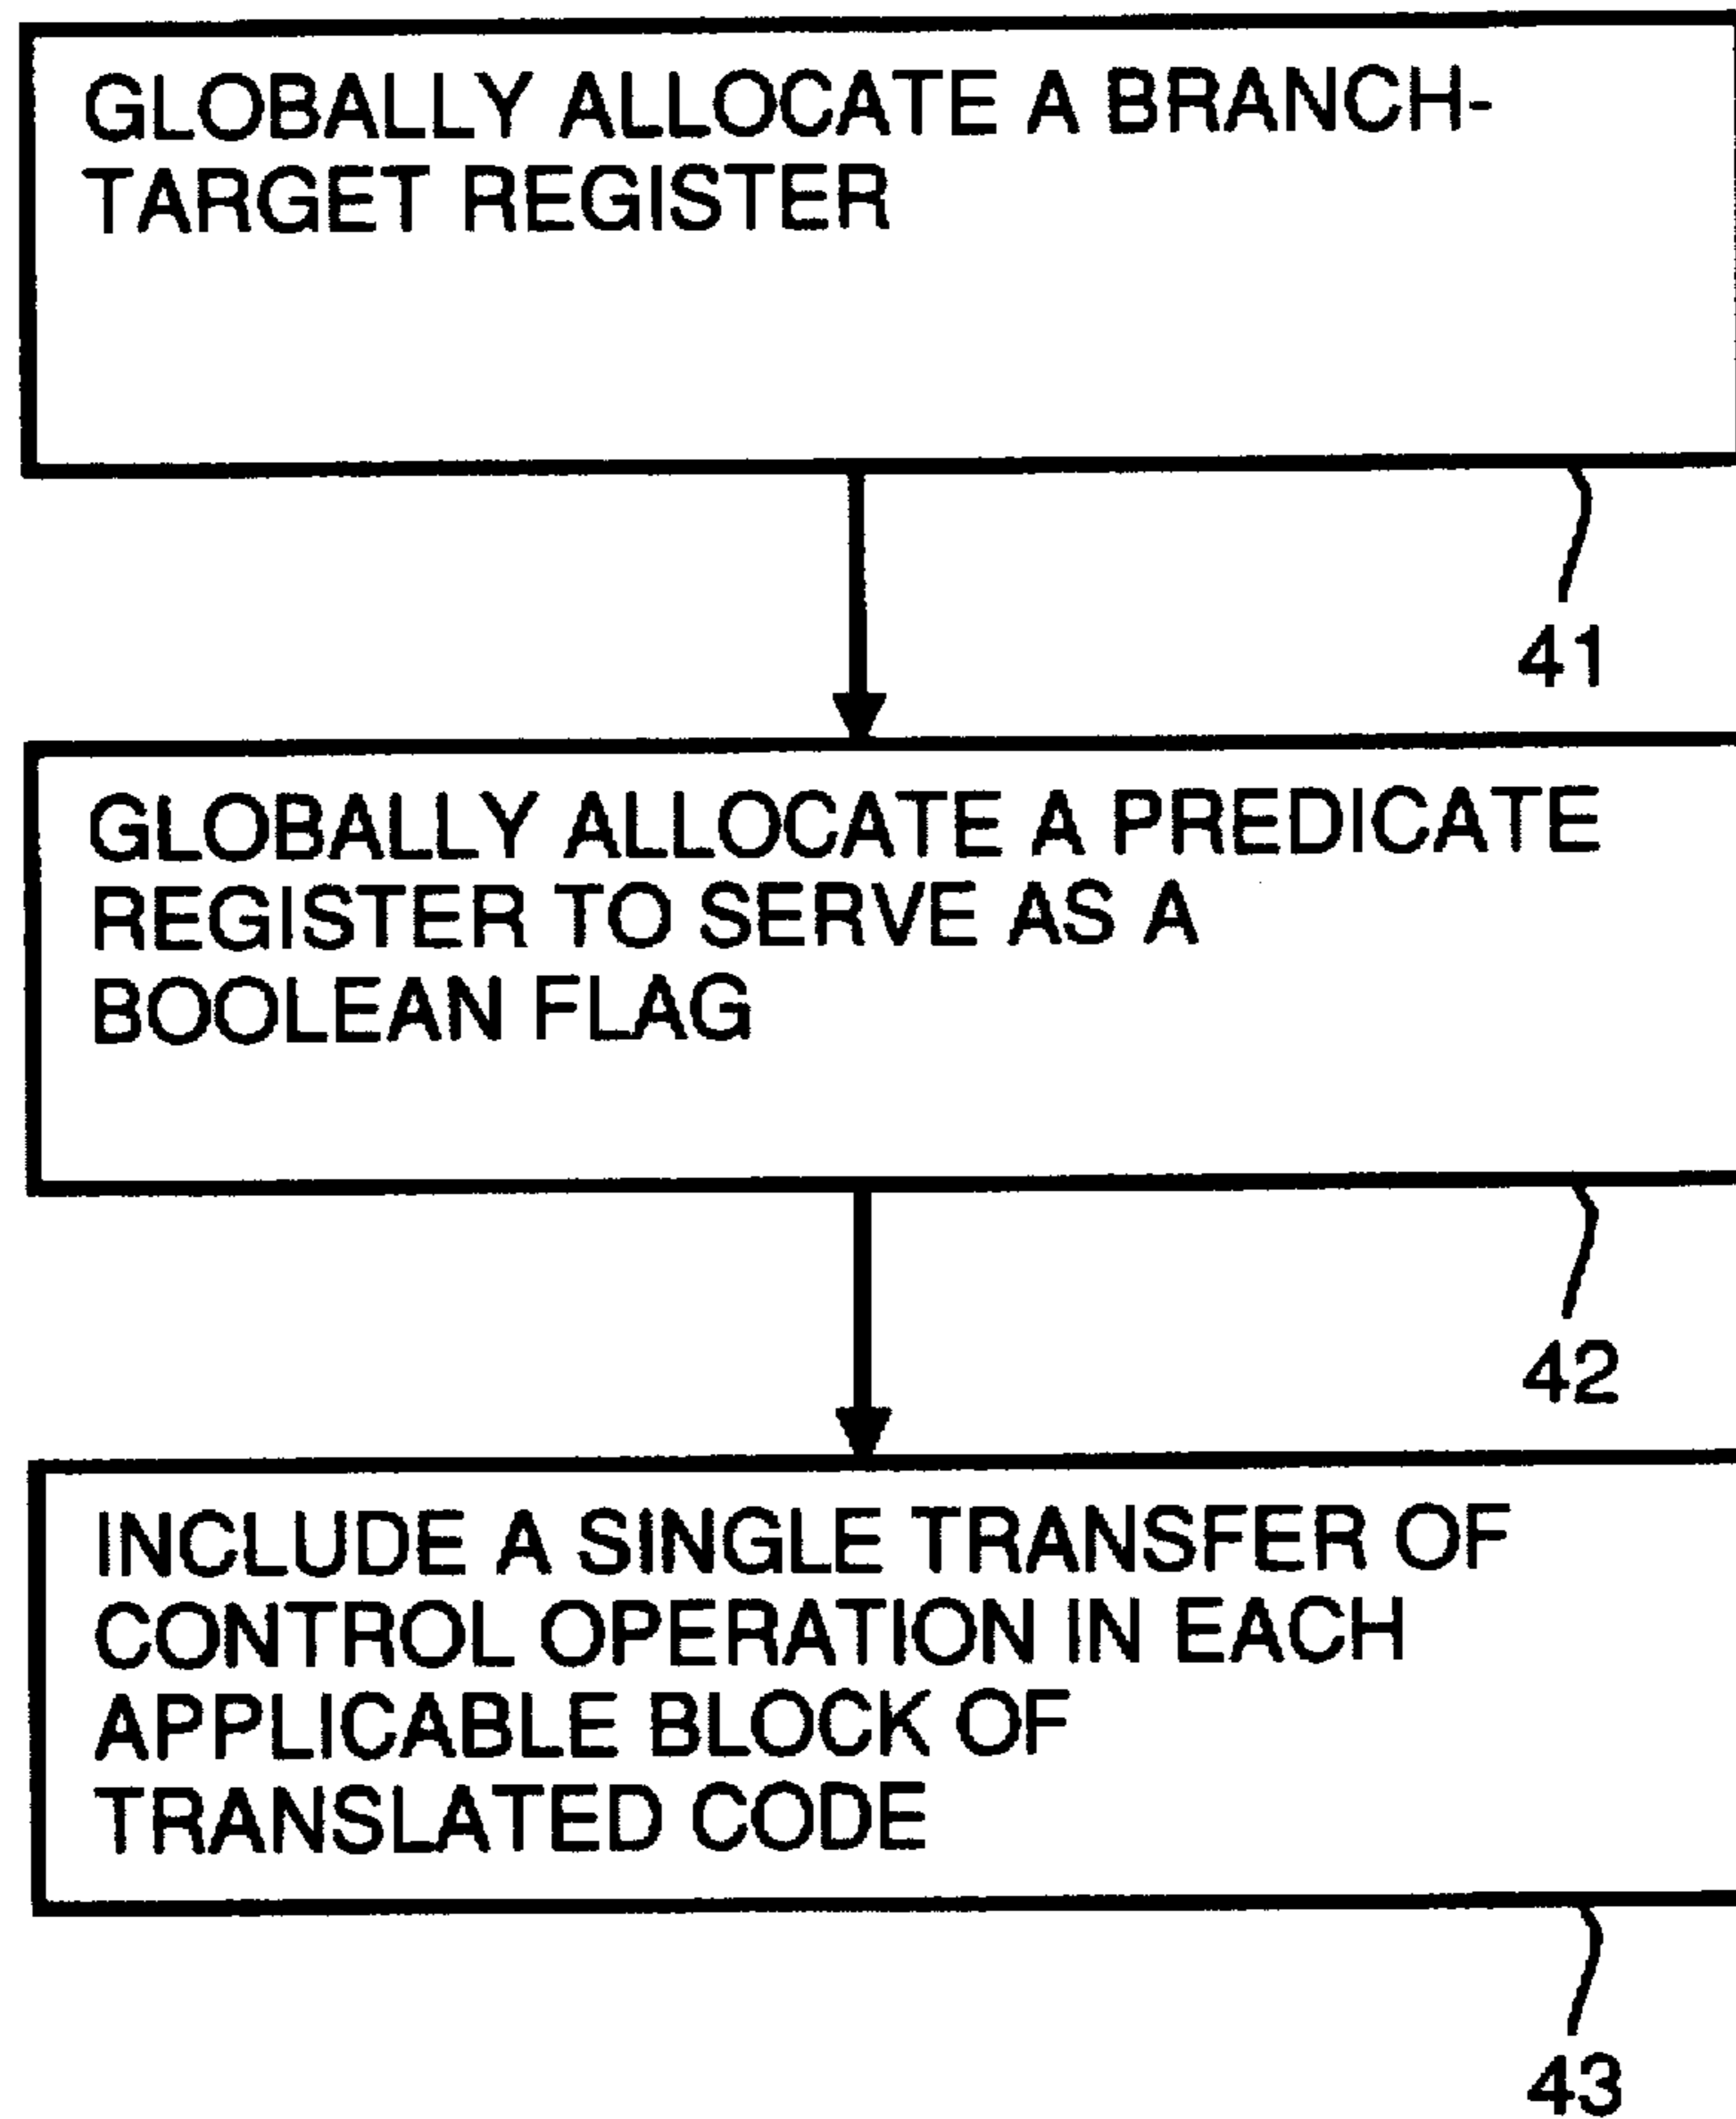 GLOBALLY ALLOCATE A BRANCH-
TARGET REGISTER
41
GLOBALLY ALLOCATE A PREDICATE
REGISTER TO SERVE AS A
BOOLEAN FLAG
42
INCLUDE A SINGLE TRANSFER OF
CONTROL OPERATION IN EACH
APPLICABLE BLOCK OF
TRANSLATED CODE
43